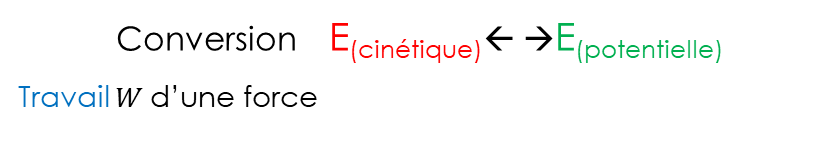 Conversion E(cinétique)← →E(potentielle)
Travail W d’une force